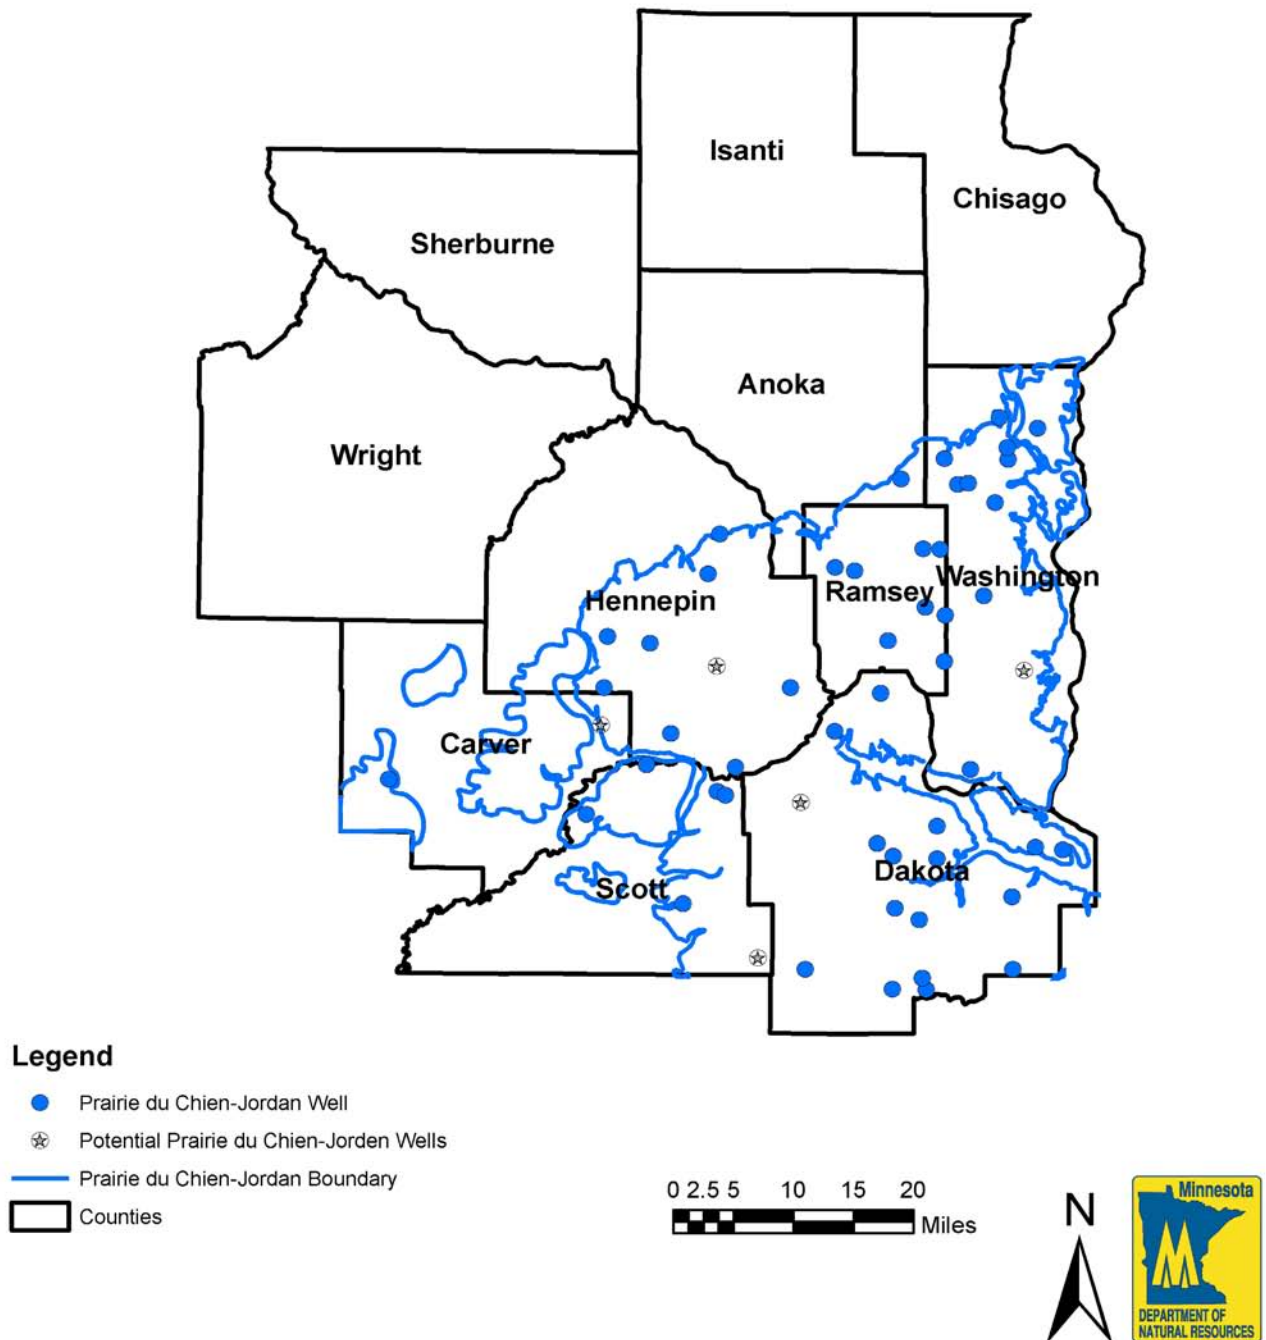 Isanti
Chisago
Sherburne
Anoka
Wright
Hennepin
Ramsey
Washington
Carver
Dakota
Scott
Legend
Prairie du Chien-Jordan Well
Potential Prairie du Chien-Jorden Wells
Prairie du Chien-Jordan Boundary
Counties
0 2.5 5 10 15 20
Miles
N
Minnesota
DEPARTMENT OF
NATURAL RESOURCES